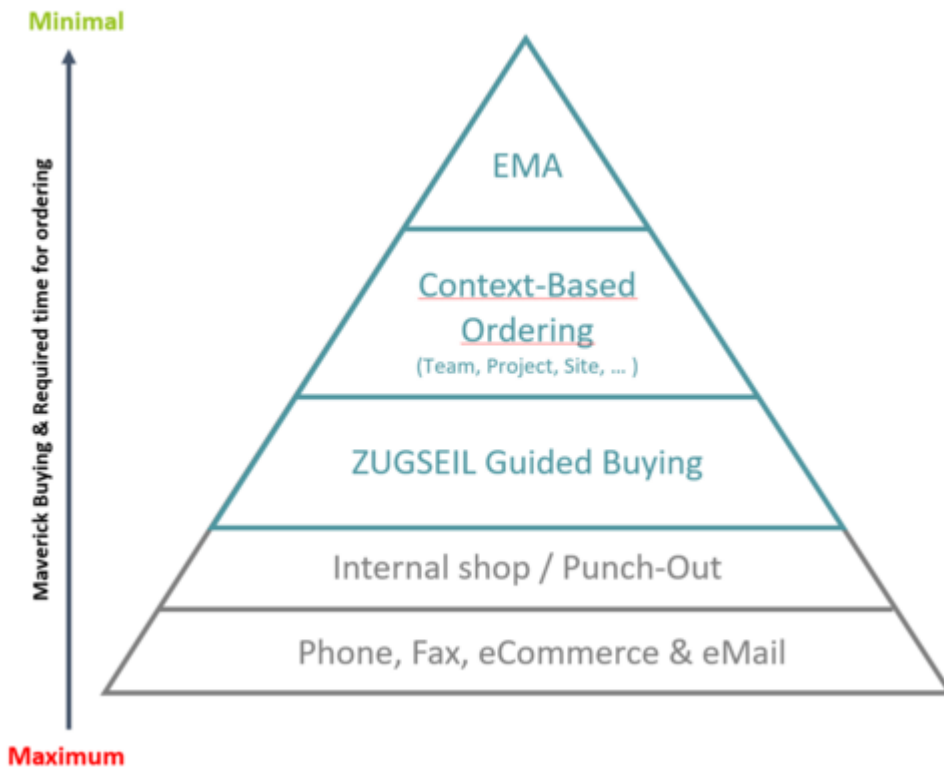 Minimal
Maverick Buying & Required time for ordering
EMA
Context-Based
Ordering
(Team, Project, Site, ... )
ZUGSEIL Guided Buying
Internal shop / Punch-Out
Phone, Fax, eCommerce & eMail
Maximum